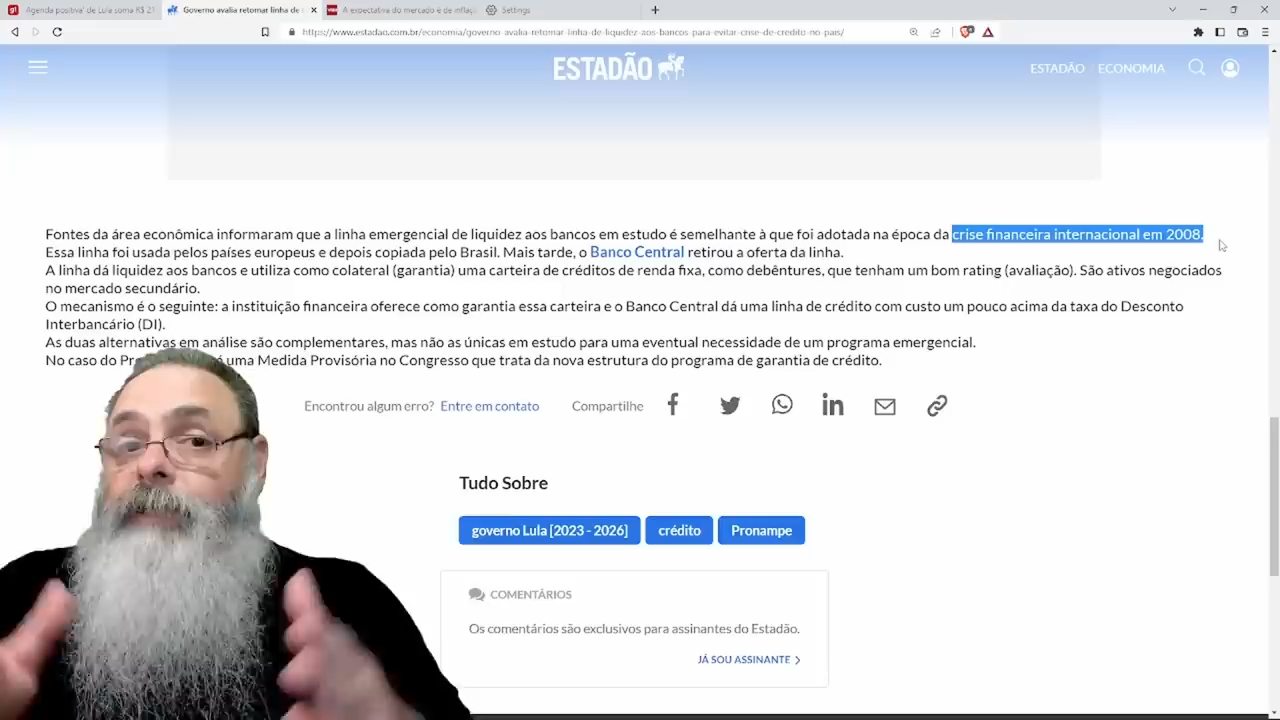 Agenda positiva' de Lula soma R$ 21
Governo avalia retomar linha de
A expectativa do mercado é de inflaç
Settings
https://www.estadao.com.br/economia/governo-avalia-retomar-linha-de-liquidez-aos-bancos-para-evitar-crise-de-credito-no-pais/
ESTADÃO
ESTADÃO ECONOMIA
Fontes da área econômica informaram que a linha emergencial de liquidez aos bancos em estudo é semelhante à que foi adotada na época da crise financeira internacional em 2008.
Essa linha foi usada pelos países europeus e depois copiada pelo Brasil. Mais tarde, o Banco Central retirou a oferta da linha.
A linha dá liquidez aos bancos e utiliza como colateral (garantia) uma carteira de créditos de renda fixa, como debêntures, que tenham um bom rating (avaliação). São ativos negociados
no mercado secundário.
O mecanismo é o seguinte: a instituição financeira oferece como garantia essa carteira e o Banco Central dá uma linha de crédito com custo um pouco acima da taxa do Desconto
Interbancário (DI).
As duas alternativas em análise são complementares, mas não as únicas em estudo para uma eventual necessidade de um programa emergencial.
No caso do uma Medida Provisória no Congresso que trata da nova estrutura do programa de garantia de crédito.
Encontrou algum erro? Entre em contato Compartilhe
Tudo Sobre
governo Lula [2023 - 2026] crédito Pronampe
COMENTÁRIOS
Os comentários são exclusivos para assinantes do Estadão.
JÁ SOU ASSINANTE